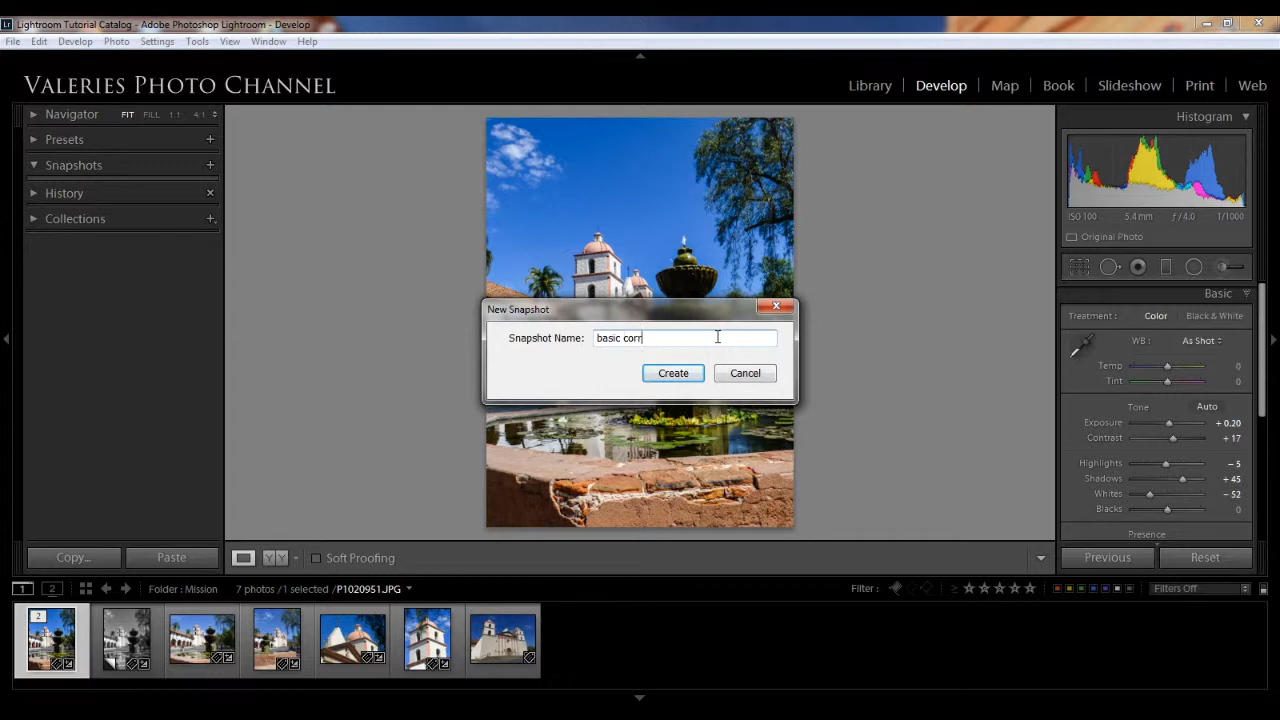 Lr Lightroom Tutorial Catalog - Adobe Photoshop Lightroom - Develop
File Edit Develop Photo Settings Tools View Window Help
VALERIES PHOTO CHANNEL
Library Develop Map Book Slideshow Print Web
Navigator FIT FILL 1:1 4:1
Presets
Snapshots
History
Collections
Copy... Paste
New Snapshot
Snapshot Name: basic corr
Create Cancel
Histogram
ISO 100 5.4 mm ƒ / 4.0 1/1000
Original Photo
Basic
Treatment: Color Black & White
WB: As Shot
Temp 0
Tint 0
Tone Auto
Exposure + 0.20
Contrast + 17
Highlights – 5
Shadows + 45
Whites – 52
Blacks 0
Presence
Previous Reset
Y Y Soft Proofing
1 2 Folder : Mission 7 photos / 1 selected / P1020951.JPG Filter : ≥ Filters Off
2